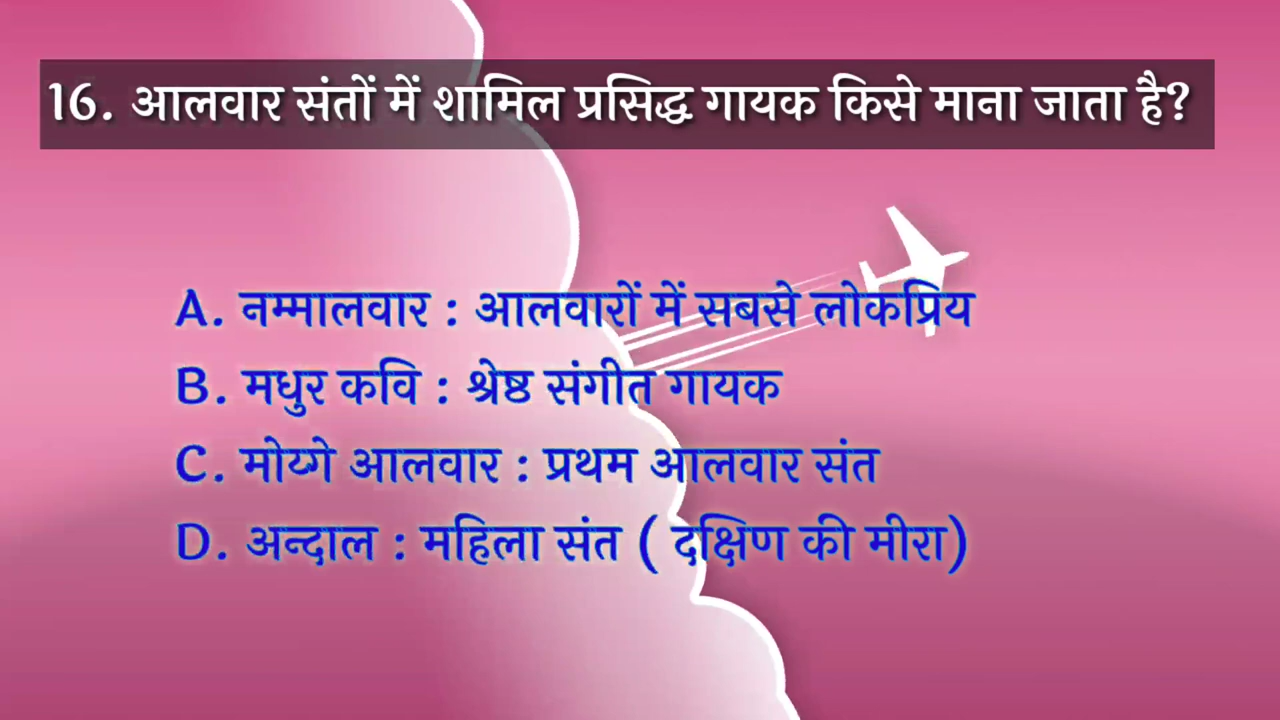 16. आलवार संतों में शामिल प्रसिद्ध गायक किसे माना जाता है?
A. नम्मालवार : आलवारों में सबसे लोकप्रिय
B. मधुर कवि : श्रेष्ठ संगीत गायक
C. मोय्गे आलवार : प्रथम आलवार संत
D. अन्दाल : महिला संत ( दक्षिण की मीरा)